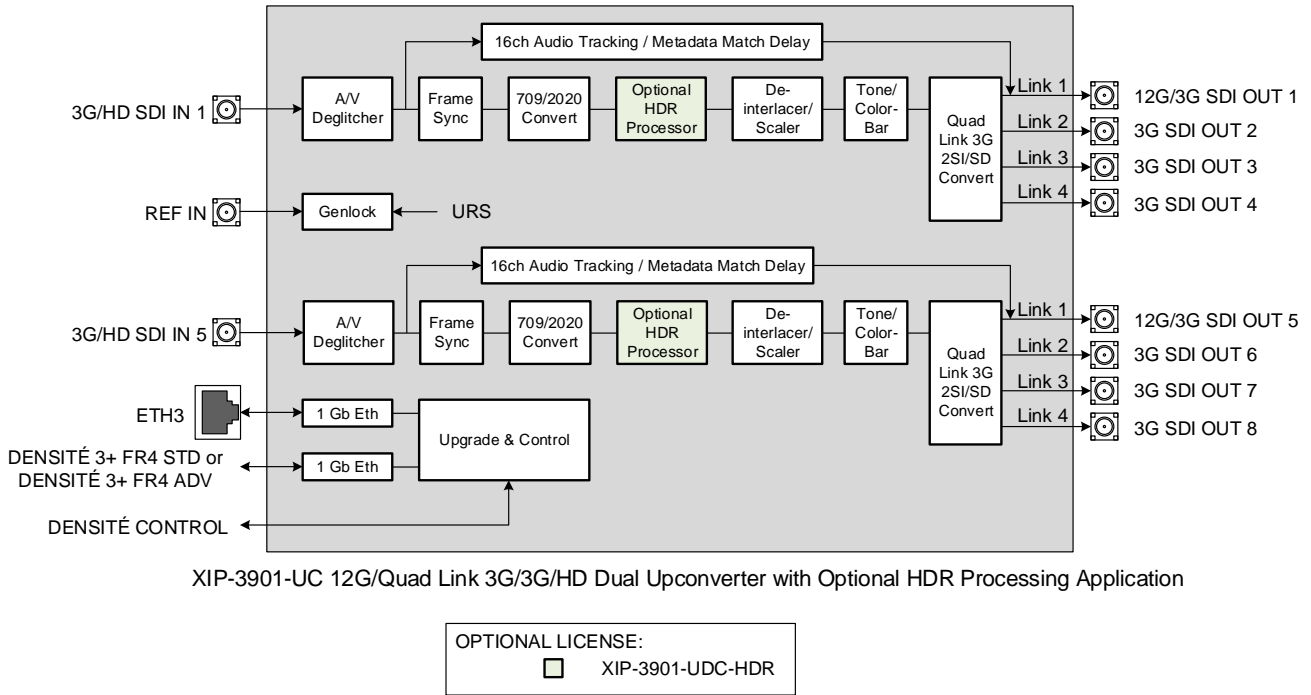 16ch Audio Tracking / Metadata Match Delay
3G/HD SDI IN 1
A/V
Deglitcher
Frame
Sync
709/2020
Convert
Optional
HDR
Processor
De-
interlacer/
Scaler
Tone/
Color-
Bar
Quad
Link 3G
2SI/SD
Convert
Link 1
12G/3G SDI OUT 1
Link 2
3G SDI OUT 2
Link 3
3G SDI OUT 3
Link 4
3G SDI OUT 4
REF IN
Genlock
URS
16ch Audio Tracking / Metadata Match Delay
3G/HD SDI IN 5
A/V
Deglitcher
Frame
Sync
709/2020
Convert
Optional
HDR
Processor
De-
interlacer/
Scaler
Tone/
Color-
Bar
Quad
Link 3G
2SI/SD
Convert
Link 1
12G/3G SDI OUT 5
Link 2
3G SDI OUT 6
Link 3
3G SDI OUT 7
Link 4
3G SDI OUT 8
ETH3
1 Gb Eth
Upgrade & Control
DENSITÉ 3+ FR4 STD or
DENSITÉ 3+ FR4 ADV
1 Gb Eth
DENSITÉ CONTROL
XIP-3901-UC 12G/Quad Link 3G/3G/HD Dual Upconverter with Optional HDR Processing Application
OPTIONAL LICENSE:
XIP-3901-UDC-HDR